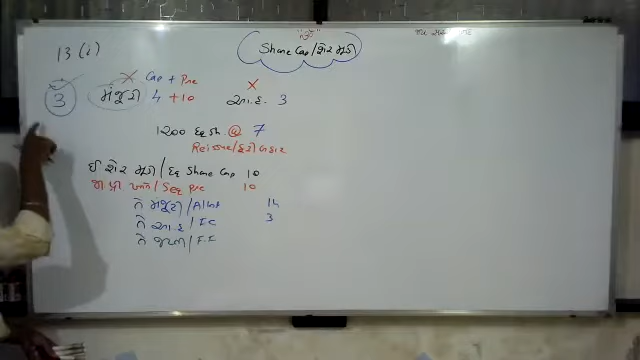 13 (i)
Share Cap/શેર મૂડી
X Cap + Pre X
3 મંજૂરી 4 + 10 આ.હ. 3
1200 ઇ.શે. @ 7
Reissue/ફરી બહાર
ઈ શેર મૂડી/Eq Share Cap 10
Sec Pre 10
તે મંજૂરી/Allot 14
તે આ.હ/FC 3
તે જપ્તી/F.F